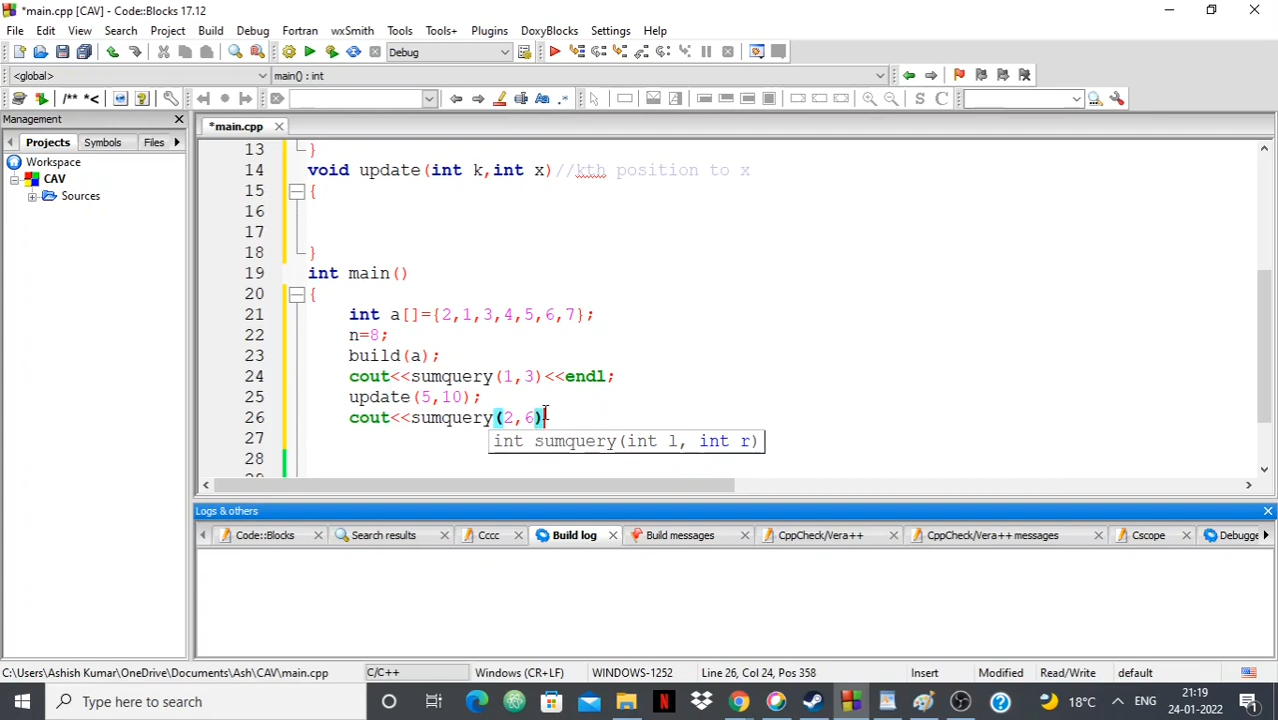 *main.cpp [CAV] - Code::Blocks 17.12
File Edit View Search Project Build Debug Fortran wxSmith Tools Tools+ Plugins DoxyBlocks Settings Help
Debug
<global> main() : int
/** *<
S C
Management
Projects Symbols Files
Workspace
CAV
Sources
*main.cpp
13 }
14 void update(int k,int x)//kth position to x
15 {
16
17
18 }
19 int main()
20 {
21 int a[]={2,1,3,4,5,6,7};
22 n=8;
23 build(a);
24 cout<<sumquery(1,3)<<endl;
25 update(5,10);
26 cout<<sumquery(2,6)
27 int sumquery(int l, int r)
28
Logs & others
Code::Blocks Search results Cccc Build log Build messages CppCheck/Vera++ CppCheck/Vera++ messages Cscope Debugge
C:\Users\Ashish Kumar\OneDrive\Documents\Ash\CAV\main.cpp C/C++ Windows (CR+LF) WINDOWS-1252 Line 26, Col 24, Pos 358 Insert Modified Read/Write default
Type here to search
18°C ENG
21:19
24-01-2022
1